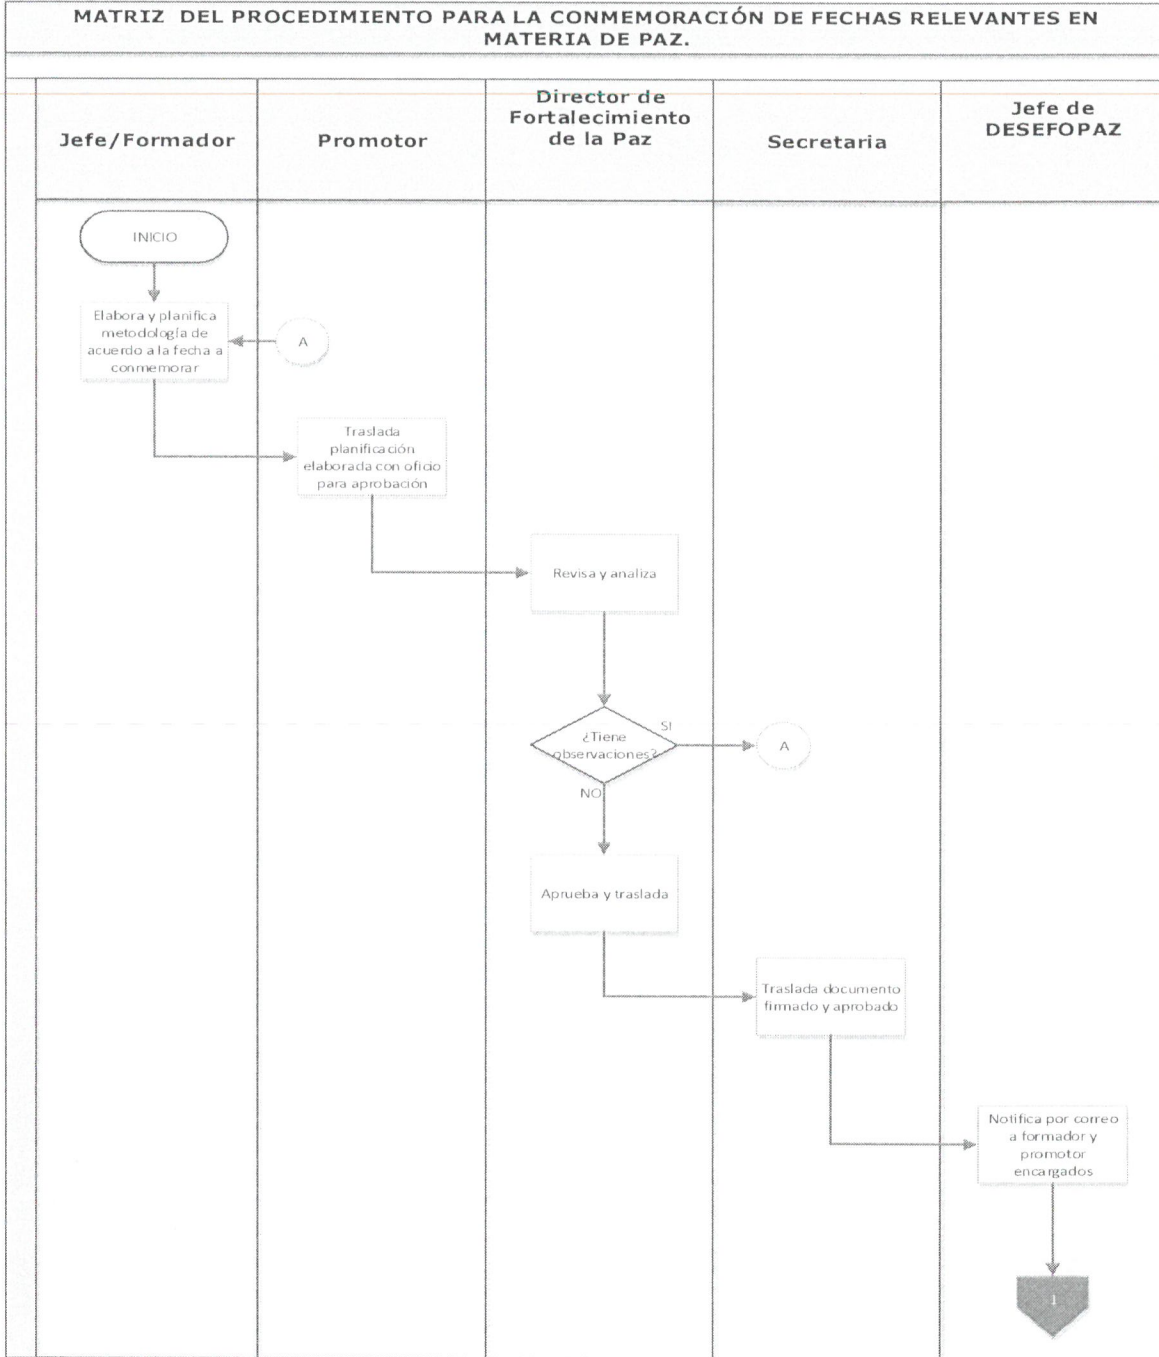 MATRIZ DEL PROCEDIMIENTO PARA LA CONMEMORACIÓN DE FECHAS RELEVANTES EN
MATERIA DE PAZ.
Jefe/Formador
Promotor
Director de
Fortalecimiento
de la Paz
Secretaria
Jefe de
DESEFOPAZ
INICIO
Elabora y planifica
metodología de
acuerdo a la fecha a
conmemorar
A
Traslada
planificación
elaborada con oficio
para aprobación
Revisa y analiza
¿Tiene
observaciones?
SI
A
NO
Aprueba y traslada
Traslada documento
firmado y aprobado
Notifica por correo
a formador y
promotor
encargados
1